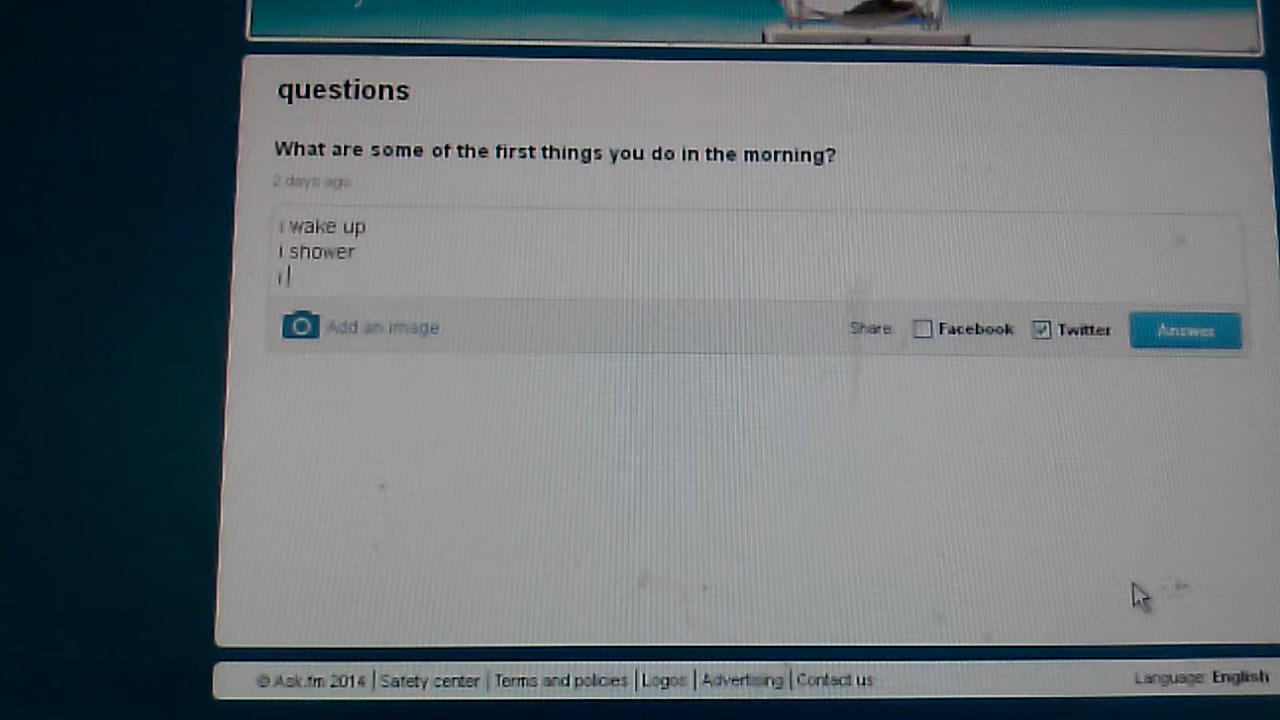 questions
What are some of the first things you do in the morning?
2 days ago
i wake up
i shower
i
Add an image
Share: Facebook Twitter Answer
© Ask.fm 2014 | Safety center | Terms and policies | Logos | Advertising | Contact us
Language: English